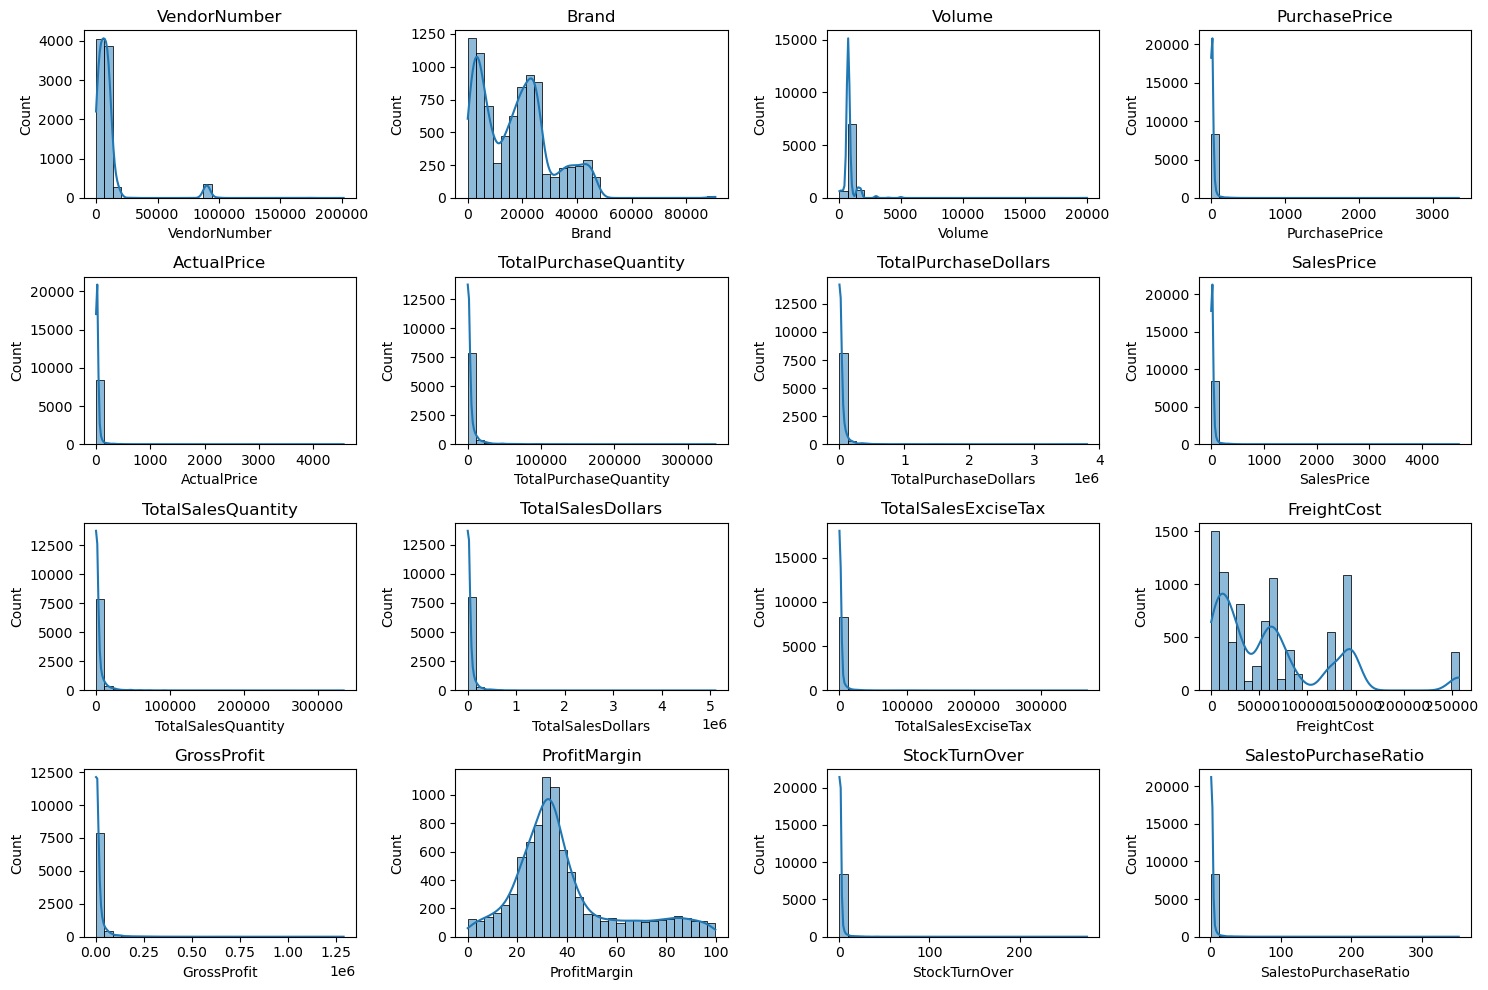 VendorNumber
Count
4000
3000
2000
1000
0
0 50000 100000 150000 200000
VendorNumber
Brand
Count
1250
1000
750
500
250
0
0 20000 40000 60000 80000
Brand
Volume
Count
15000
10000
5000
0
0 5000 10000 15000 20000
Volume
PurchasePrice
Count
20000
15000
10000
5000
0
0 1000 2000 3000
PurchasePrice
ActualPrice
Count
20000
15000
10000
5000
0
0 1000 2000 3000 4000
ActualPrice
TotalPurchaseQuantity
Count
12500
10000
7500
5000
2500
0
0 100000 200000 300000
TotalPurchaseQuantity
TotalPurchaseDollars
Count
12500
10000
7500
5000
2500
0
0 1 2 3 4
1e6
TotalPurchaseDollars
SalesPrice
Count
20000
15000
10000
5000
0
0 1000 2000 3000 4000
SalesPrice
TotalSalesQuantity
Count
12500
10000
7500
5000
2500
0
0 100000 200000 300000
TotalSalesQuantity
TotalSalesDollars
Count
12500
10000
7500
5000
2500
0
0 1 2 3 4 5
1e6
TotalSalesDollars
TotalSalesExciseTax
Count
15000
10000
5000
0
0 100000 200000 300000
TotalSalesExciseTax
FreightCost
Count
1500
1000
500
0
0 50000 100000 150000 200000 250000
FreightCost
GrossProfit
Count
12500
10000
7500
5000
2500
0
0.00 0.25 0.50 0.75 1.00 1.25
1e6
GrossProfit
ProfitMargin
Count
1000
800
600
400
200
0
0 20 40 60 80 100
ProfitMargin
StockTurnOver
Count
20000
15000
10000
5000
0
0 100 200
StockTurnOver
SalestoPurchaseRatio
Count
20000
15000
10000
5000
0
0 100 200 300
SalestoPurchaseRatio